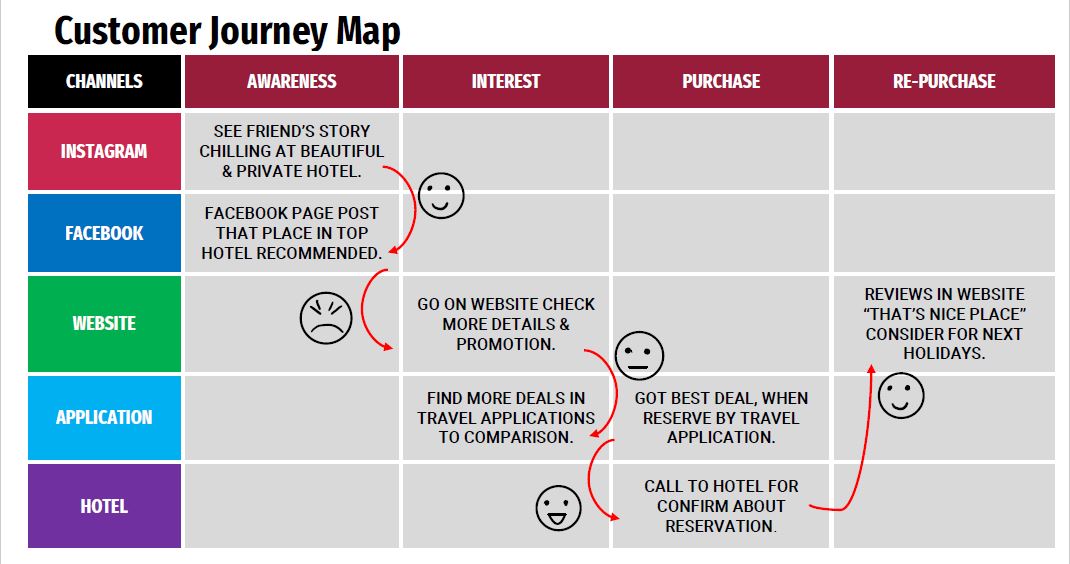 Customer Journey Map
CHANNELS
AWARENESS
INTEREST
PURCHASE
RE-PURCHASE
INSTAGRAM
SEE FRIEND'S STORY
CHILLING AT BEAUTIFUL
& PRIVATE HOTEL.
FACEBOOK
FACEBOOK PAGE POST
THAT PLACE IN TOP
HOTEL RECOMMENDED.
WEBSITE
GO ON WEBSITE CHECK
MORE DETAILS &
PROMOTION.
REVIEWS IN WEBSITE
“THAT'S NICE PLACE”
CONSIDER FOR NEXT
HOLIDAYS.
APPLICATION
FIND MORE DEALS IN
TRAVEL APPLICATIONS
TO COMPARISON.
GOT BEST DEAL, WHEN
RESERVE BY TRAVEL
APPLICATION.
HOTEL
CALL TO HOTEL FOR
CONFIRM ABOUT
RESERVATION.